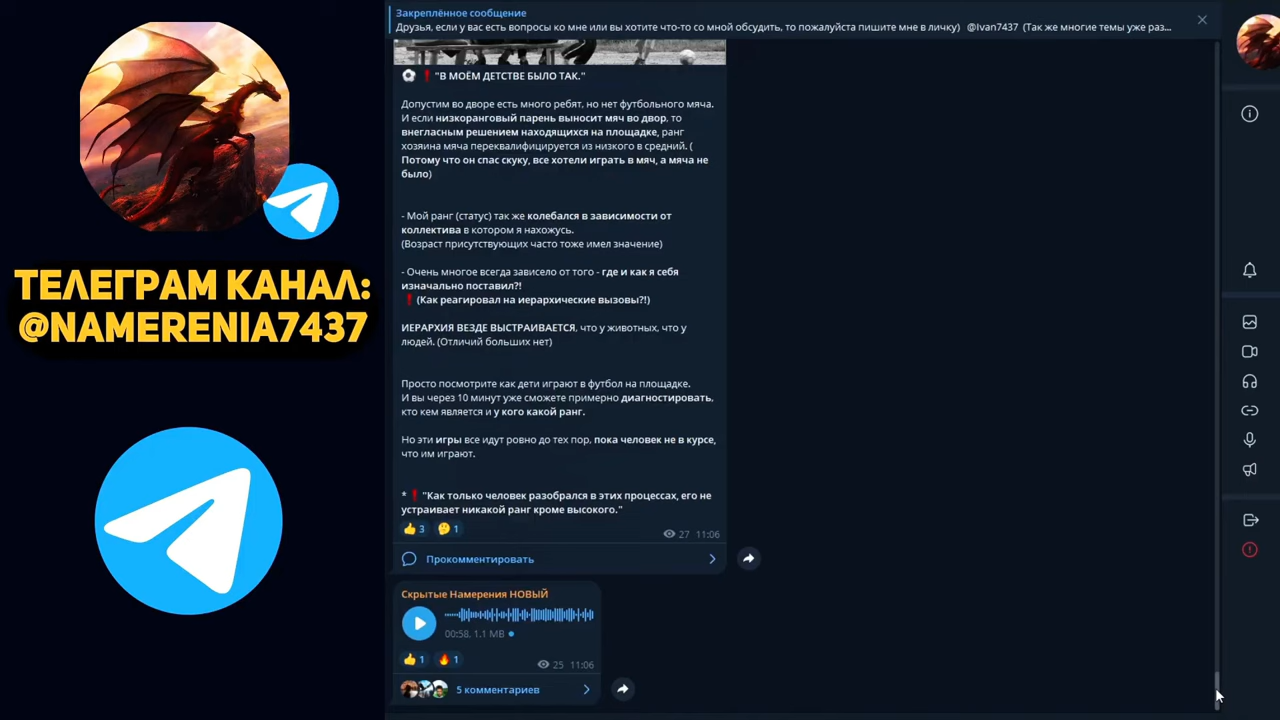 Закреплённое сообщение
Друзья, если у вас есть вопросы ко мне или вы хотите что-то со мной обсудить, то пожалуйста пишите мне в личку) @Ivan7437 (Так же многие темы уже раз...
ТЕЛЕГРАМ КАНАЛ:
@NAMERENIA7437
"В МОЁМ ДЕТСТВЕ БЫЛО ТАК."
Допустим во дворе есть много ребят, но нет футбольного мяча.
И если низкоранговый парень выносит мяч во двор, то
внегласным решением находящихся на площадке, ранг
хозяина мяча переквалифицируется из низкого в средний. (
Потому что он спас скуку, все хотели играть в мяч, а мяча не
было)
- Мой ранг (статус) так же колебался в зависимости от
коллектива в котором я нахожусь.
(Возраст присутствующих часто тоже имел значение)
- Очень многое всегда зависело от того - где и как я себя
изначально поставил?!
❗(Как реагировал на иерархические вызовы?!)
ИЕРАРХИЯ ВЕЗДЕ ВЫСТРАИВАЕТСЯ, что у животных, что у
людей. (Отличий больших нет)
Просто посмотрите как дети играют в футбол на площадке.
И вы через 10 минут уже сможете примерно диагностировать,
кто кем является и у кого какой ранг.
Но эти игры все идут ровно до тех пор, пока человек не в курсе,
что им играют.
* ❗"Как только человек разобрался в этих процессах, его не
устраивает никакой ранг кроме высокого."
3 1 27 11:06
Прокомментировать
Скрытые Намерения НОВЫЙ
00:58, 1.1 MB
1 1 25 11:06
5 комментариев